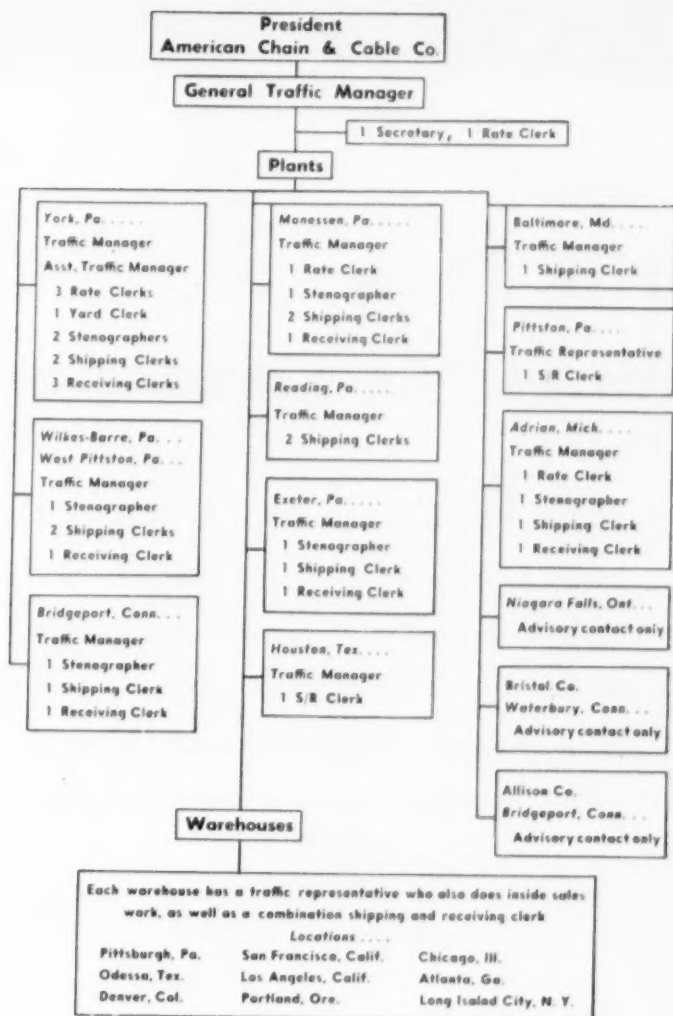 President
American Chain & Cable Co.
General Traffic Manager
1 Secretary, 1 Rate Clerk
Plants
York, Pa.....
Traffic Manager
Asst. Traffic Manager
3 Rate Clerks
1 Yard Clerk
2 Stenographers
2 Shipping Clerks
3 Receiving Clerks
Wilkes-Barre, Pa...
West Pittston, Pa...
Traffic Manager
1 Stenographer
2 Shipping Clerks
1 Receiving Clerk
Bridgeport, Conn...
Traffic Manager
1 Stenographer
1 Shipping Clerk
1 Receiving Clerk
Monessen, Pa.....
Traffic Manager
1 Rate Clerk
1 Stenographer
2 Shipping Clerks
1 Receiving Clerk
Reading, Pa.....
Traffic Manager
2 Shipping Clerks
Exeter, Pa.....
Traffic Manager
1 Stenographer
1 Shipping Clerk
1 Receiving Clerk
Houston, Tex....
Traffic Manager
1 S/R Clerk
Baltimore, Md....
Traffic Manager
1 Shipping Clerk
Pittston, Pa....
Traffic Representative
1 S/R Clerk
Adrian, Mich....
Traffic Manager
1 Rate Clerk
1 Stenographer
1 Shipping Clerk
1 Receiving Clerk
Niagara Falls, Ont...
Advisory contact only
Bristol Co.
Waterbury, Conn...
Advisory contact only
Allison Co.
Bridgeport, Conn...
Advisory contact only
Warehouses
Each warehouse has a traffic representative who also does inside sales
work, as well as a combination shipping and receiving clerk
Locations....
Pittsburgh, Pa. San Francisco, Calif. Chicago, Ill.
Odessa, Tex. Los Angeles, Calif. Atlanta, Ga.
Denver, Col. Portland, Ore. Long Isalad City, N. Y.